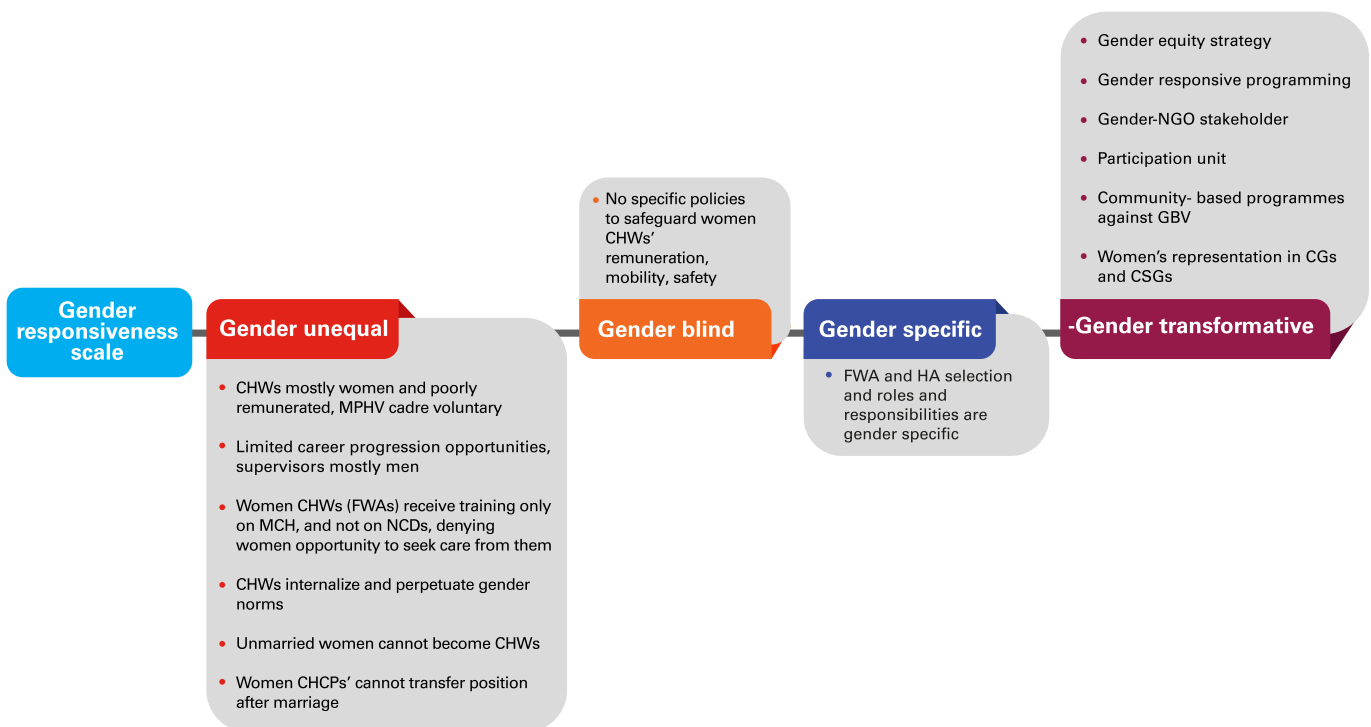 Gender
responsiveness
scale
Gender unequal
• CHWs mostly women and poorly
remunerated, MPHV cadre voluntary
• Limited career progression opportunities,
supervisors mostly men
• Women CHWs (FWAs) receive training only
on MCH, and not on NCDs, denying
women opportunity to seek care from them
• CHWs internalize and perpetuate gender
norms
• Unmarried women cannot become CHWs
• Women CHCPs’ cannot transfer position
after marriage
• No specific policies
to safeguard women
CHWs’
remuneration,
mobility, safety
Gender blind
Gender specific
• FWA and HA selection
and roles and
responsibilities are
gender specific
• Gender equity strategy
• Gender responsive programming
• Gender-NGO stakeholder
• Participation unit
• Community- based programmes
against GBV
• Women’s representation in CGs
and CSGs
-Gender transformative